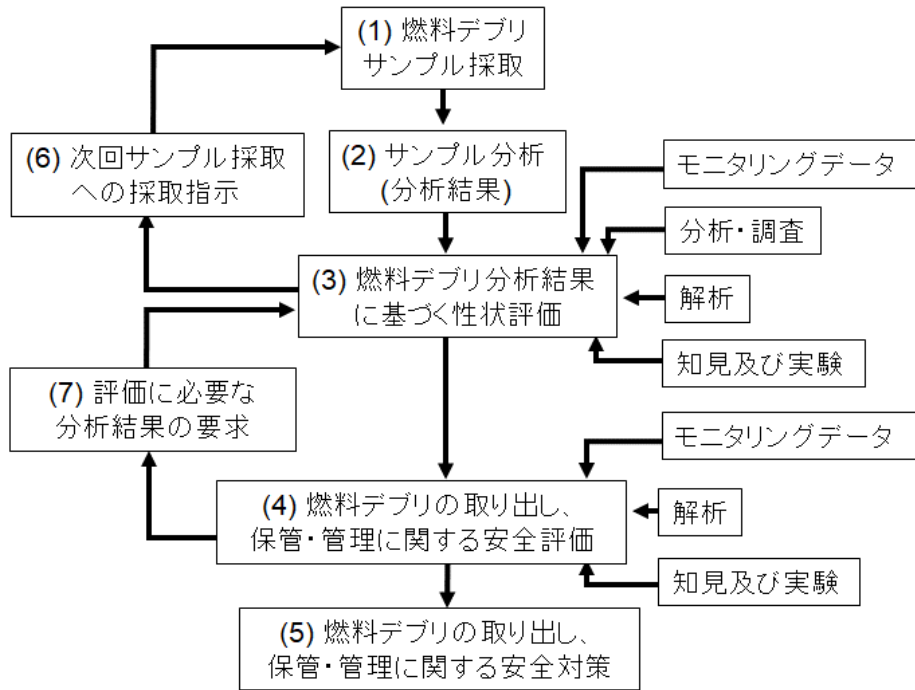 (1) 燃料デブリ
サンプル採取
(6) 次回サンプル採取
への採取指示
(2) サンプル分析
(分析結果)
モニタリングデータ
分析・調査
(3) 燃料デブリ分析結果
に基づく性状評価
解析
知見及び実験
(7) 評価に必要な
分析結果の要求
モニタリングデータ
(4) 燃料デブリの取り出し、
保管・管理に関する安全評価
解析
知見及び実験
(5) 燃料デブリの取り出し、
保管・管理に関する安全対策